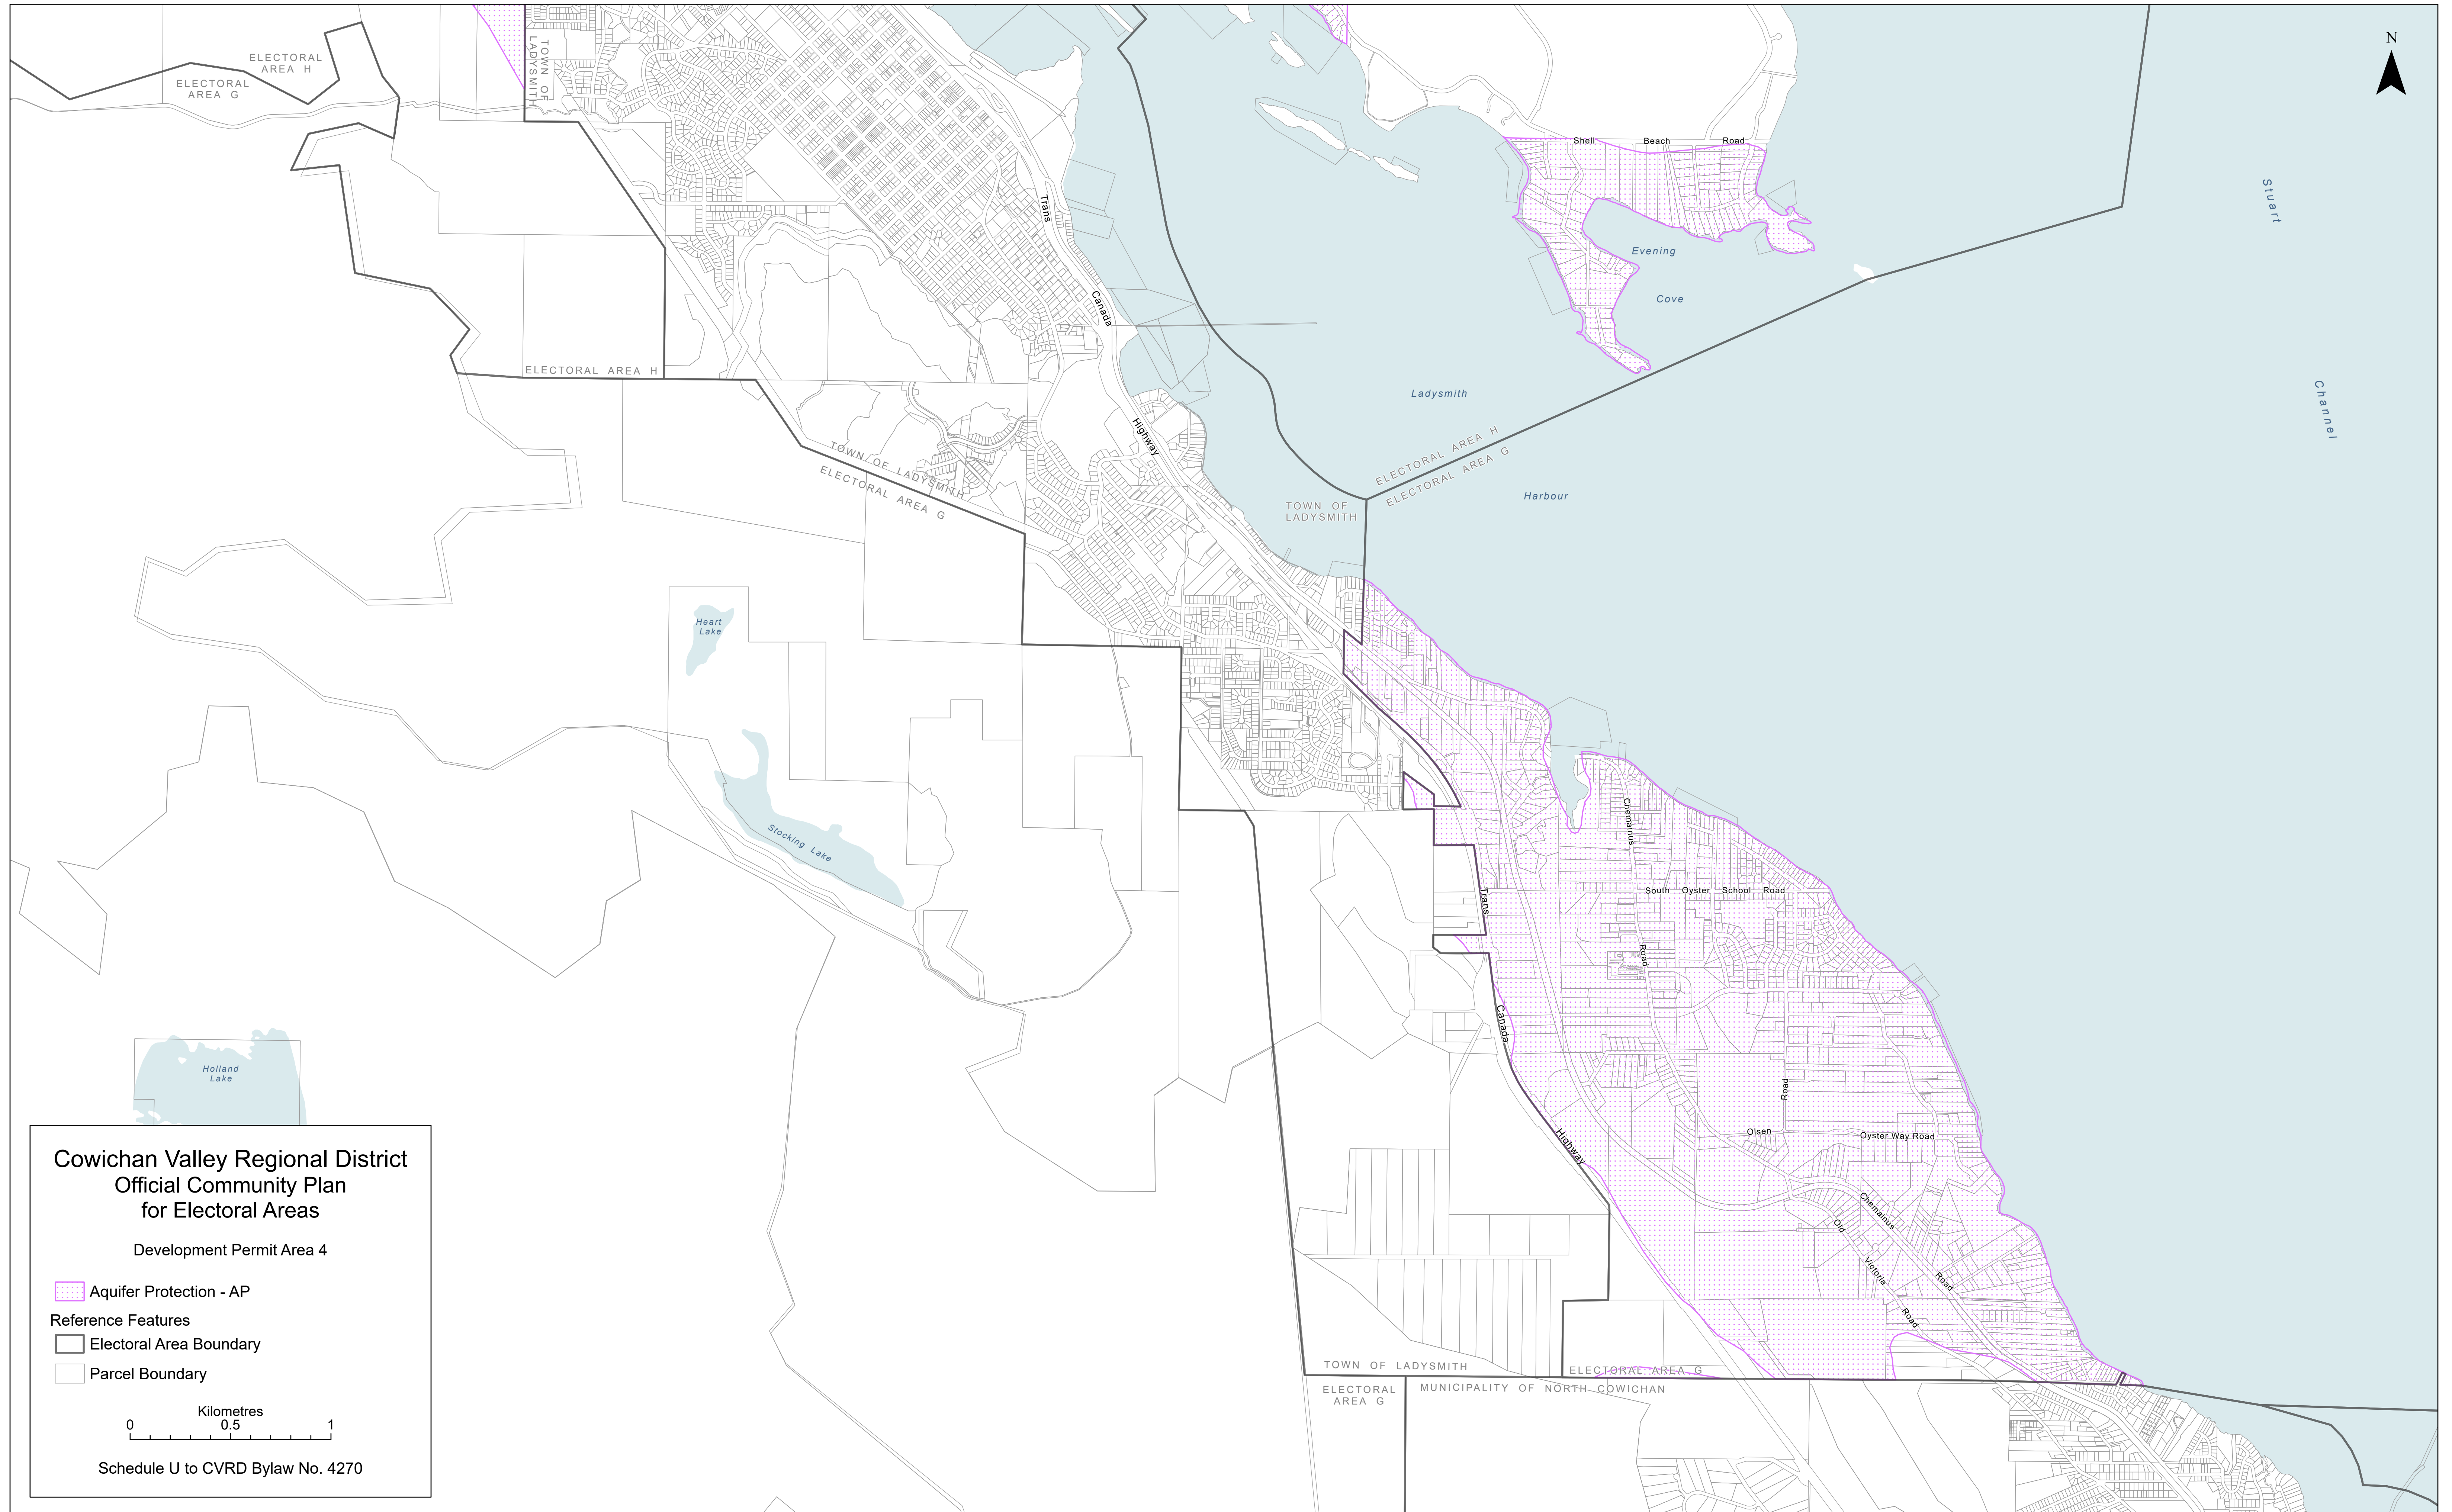 N
ELECTORAL
AREA H
ELECTORAL
AREA G
TOWN OF
LADYSMITH
Shell Beach Road
Trans
Canada
Highway
Evening
Cove
Stuart
Channel
ELECTORAL AREA H
Ladysmith
Harbour
TOWN OF LADYSMITH
ELECTORAL AREA G
ELECTORAL AREA H
ELECTORAL AREA G
TOWN OF
LADYSMITH
Heart
Lake
Stocking Lake
Chemainus
Road
South Oyster School Road
Trans
Canada
Highway
Holland
Lake
Road
Olsen
Oyster Way Road
Chemainus
Road
Old
Victoria
Road
TOWN OF LADYSMITH
ELECTORAL AREA G
ELECTORAL
AREA G
MUNICIPALITY OF NORTH COWICHAN
Cowichan Valley Regional District
Official Community Plan
for Electoral Areas
Development Permit Area 4
Aquifer Protection - AP
Reference Features
Electoral Area Boundary
Parcel Boundary
Kilometres
0 0.5 1
Schedule U to CVRD Bylaw No. 4270